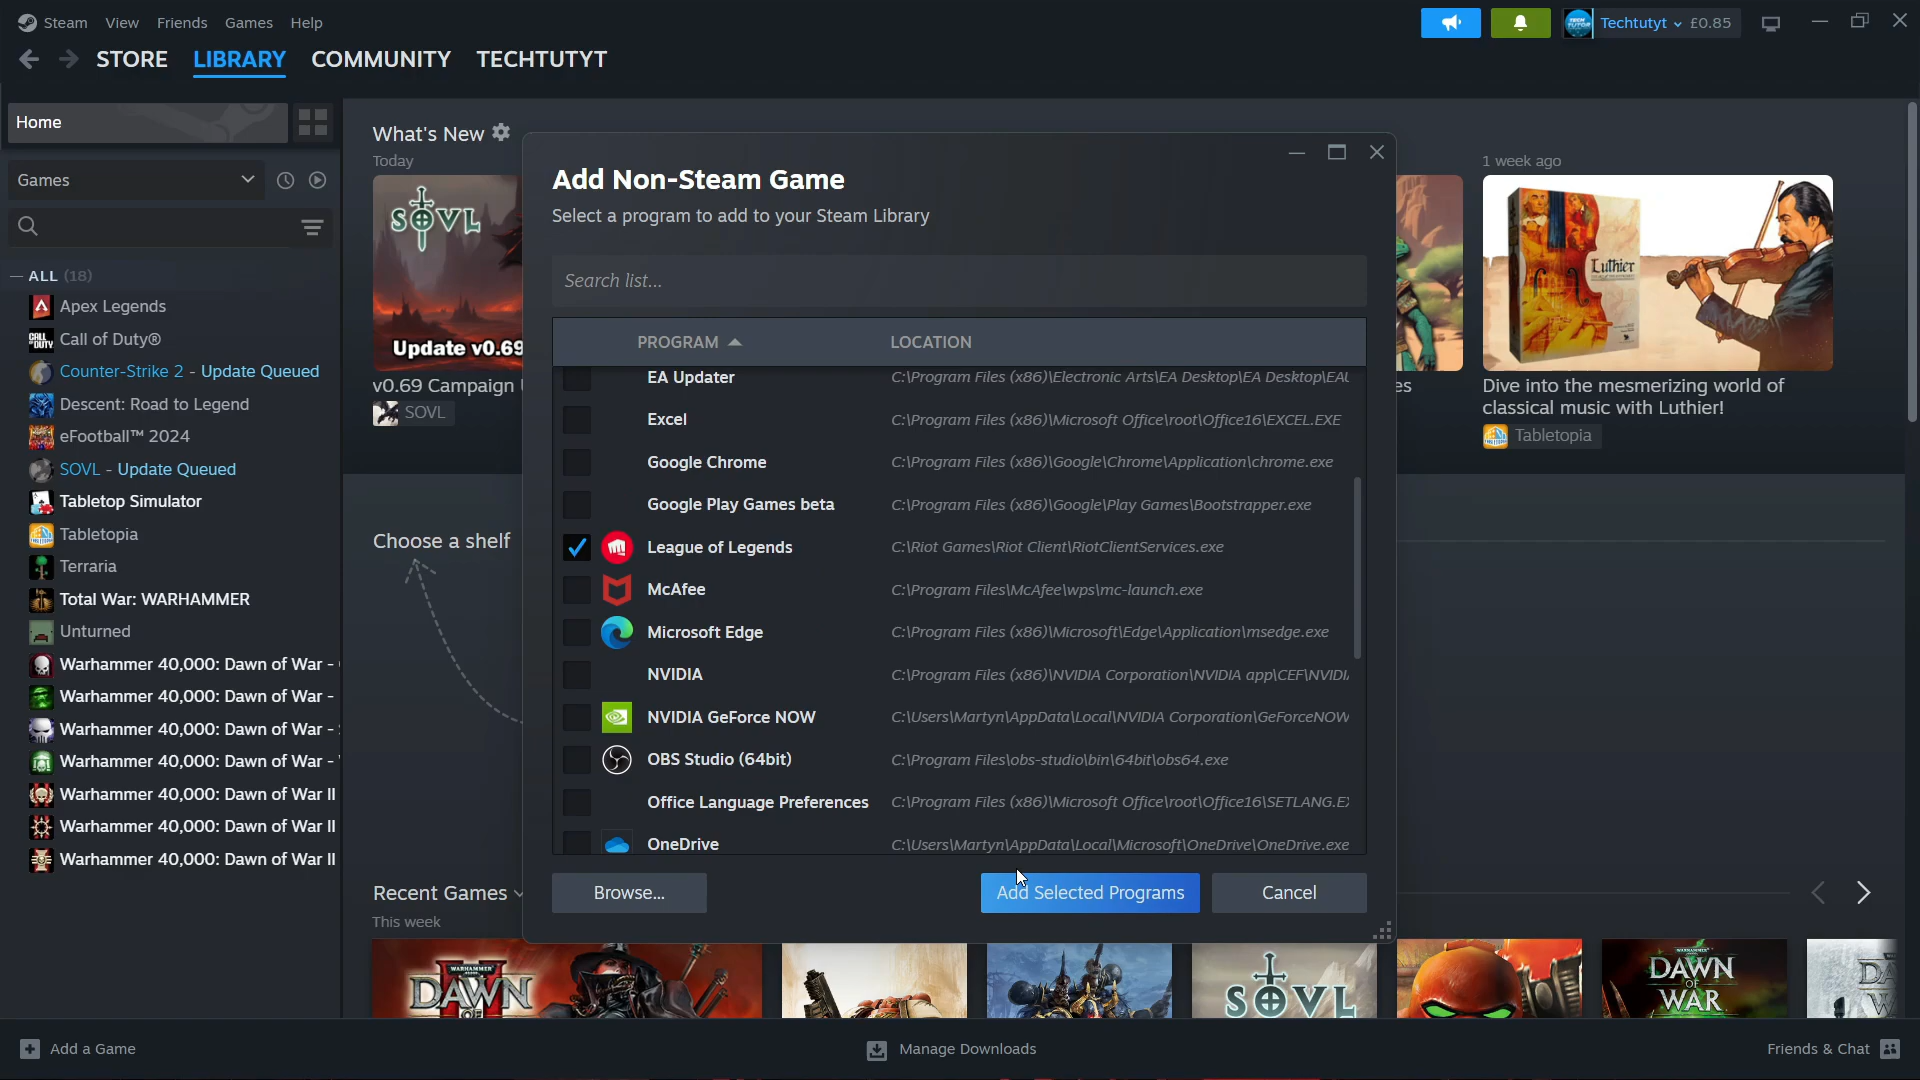 Steam View Friends Games Help
Techtutyt £0.85
STORE LIBRARY COMMUNITY TECHTUTYT
Home
Games
— ALL (18)
Apex Legends
Call of Duty®
Counter-Strike 2 - Update Queued
Descent: Road to Legend
eFootball™ 2024
SOVL - Update Queued
Tabletop Simulator
Tabletopia
Terraria
Total War: WARHAMMER
Unturned
Warhammer 40,000: Dawn of War -
Warhammer 40,000: Dawn of War -
Warhammer 40,000: Dawn of War -
Warhammer 40,000: Dawn of War -
Warhammer 40,000: Dawn of War II
Warhammer 40,000: Dawn of War II
Warhammer 40,000: Dawn of War II
What's New
Today
SOVL
Update v0.69
v0.69 Campaign
SOVL
Choose a shelf
1 week ago
Luthier
Dive into the mesmerizing world of
classical music with Luthier!
Tabletopia
Add Non-Steam Game
Select a program to add to your Steam Library
Search list...
PROGRAM LOCATION
EA Updater C:\Program Files (x86)\Electronic Arts\EA Desktop\EA Desktop\EAU
Excel C:\Program Files (x86)\Microsoft Office\root\Office16\EXCEL.EXE
Google Chrome C:\Program Files (x86)\Google\Chrome\Application\chrome.exe
Google Play Games beta C:\Program Files (x86)\Google\Play Games\Bootstrapper.exe
League of Legends C:\Riot Games\Riot Client\RiotClientServices.exe
McAfee C:\Program Files\McAfee\wps\mc-launch.exe
Microsoft Edge C:\Program Files (x86)\Microsoft\Edge\Application\msedge.exe
NVIDIA C:\Program Files (x86)\NVIDIA Corporation\NVIDIA app\CEF\NVIDI
NVIDIA GeForce NOW C:\Users\Martyn\AppData\Local\NVIDIA Corporation\GeForceNOW
OBS Studio (64bit) C:\Program Files\obs-studio\bin\64bit\obs64.exe
Office Language Preferences C:\Program Files (x86)\Microsoft Office\root\Office16\SETLANG.E
OneDrive C:\Users\Martyn\AppData\Local\Microsoft\OneDrive\OneDrive.exe
Browse... Add Selected Programs Cancel
Recent Games
This week
WARHAMMER
DAWN
OF
SOVL
WARHAMMER
DAWN
OF
WAR
Add a Game Manage Downloads Friends & Chat